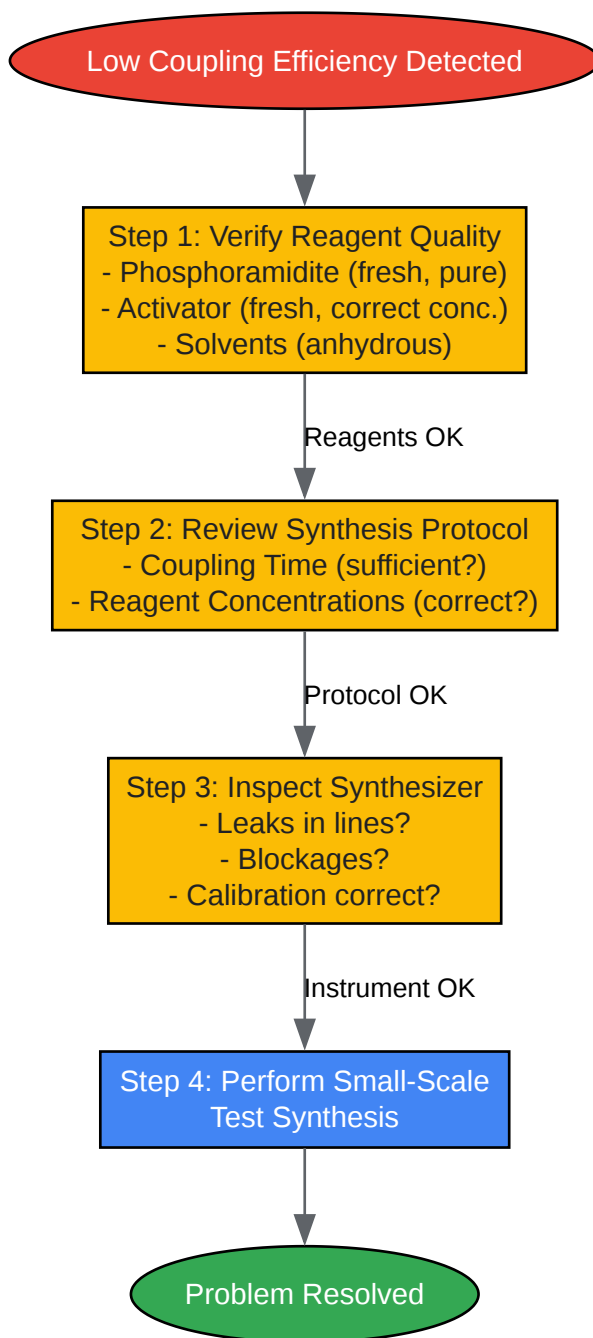 Low Coupling Efficiency Detected
Step 1: Verify Reagent Quality
- Phosphoramidite (fresh, pure)
- Activator (fresh, correct conc.)
- Solvents (anhydrous)
Reagents OK
Step 2: Review Synthesis Protocol
- Coupling Time (sufficient?)
- Reagent Concentrations (correct?)
Protocol OK
Step 3: Inspect Synthesizer
- Leaks in lines?
- Blockages?
- Calibration correct?
Instrument OK
Step 4: Perform Small-Scale
Test Synthesis
Problem Resolved